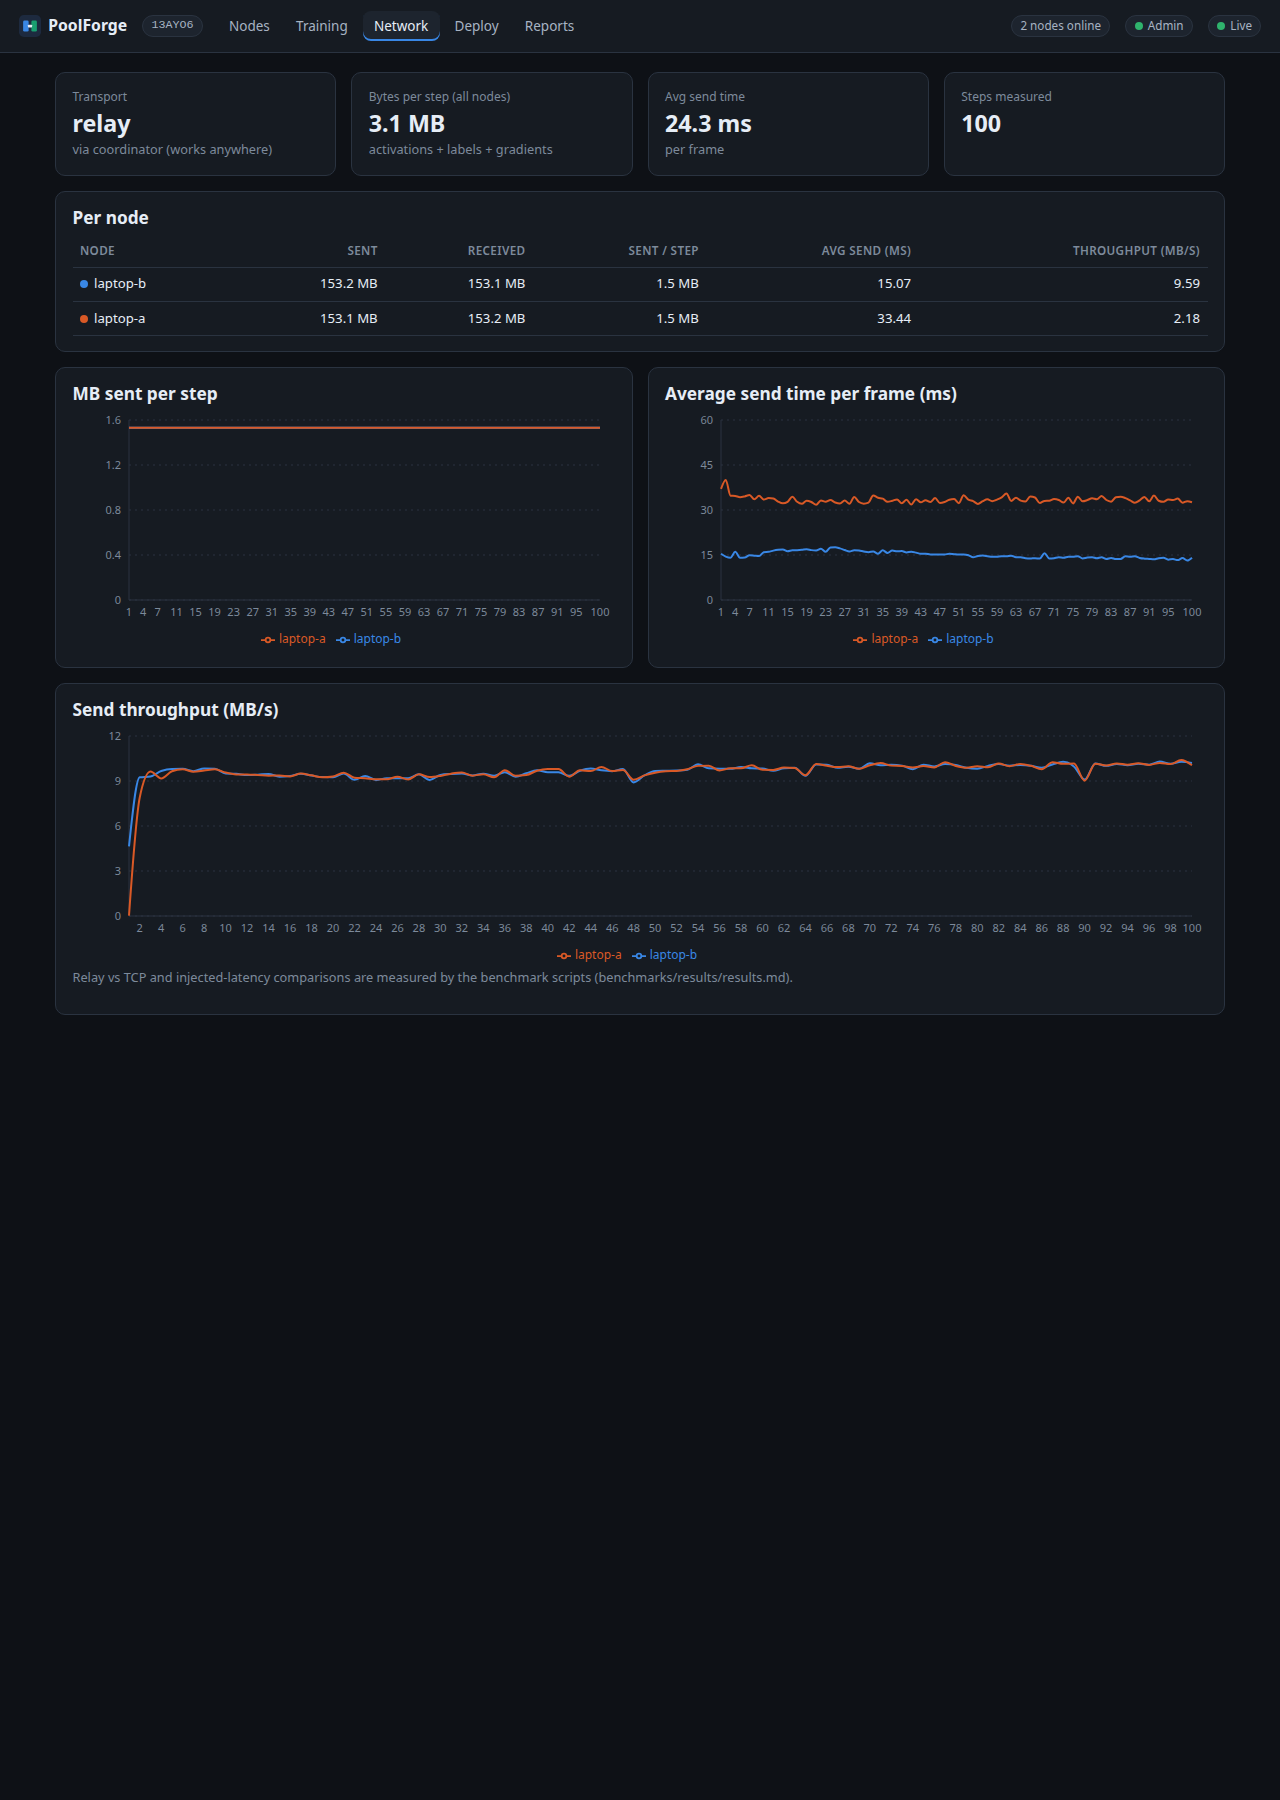 PoolForge 13AYO6 Nodes Training Network Deploy Reports 2 nodes online Admin Live
Transport
relay
via coordinator (works anywhere)
Bytes per step (all nodes)
3.1 MB
activations + labels + gradients
Avg send time
24.3 ms
per frame
Steps measured
100
Per node
NODE SENT RECEIVED SENT / STEP AVG SEND (MS) THROUGHPUT (MB/S)
laptop-b 153.2 MB 153.1 MB 1.5 MB 15.07 9.59
laptop-a 153.1 MB 153.2 MB 1.5 MB 33.44 2.18
MB sent per step
1.6
1.2
0.8
0.4
0
1 4 7 11 15 19 23 27 31 35 39 43 47 51 55 59 63 67 71 75 79 83 87 91 95 100
laptop-a laptop-b
Average send time per frame (ms)
60
45
30
15
0
1 4 7 11 15 19 23 27 31 35 39 43 47 51 55 59 63 67 71 75 79 83 87 91 95 100
laptop-a laptop-b
Send throughput (MB/s)
12
9
6
3
0
2 4 6 8 10 12 14 16 18 20 22 24 26 28 30 32 34 36 38 40 42 44 46 48 50 52 54 56 58 60 62 64 66 68 70 72 74 76 78 80 82 84 86 88 90 92 94 96 98 100
laptop-a laptop-b
Relay vs TCP and injected-latency comparisons are measured by the benchmark scripts (benchmarks/results/results.md).